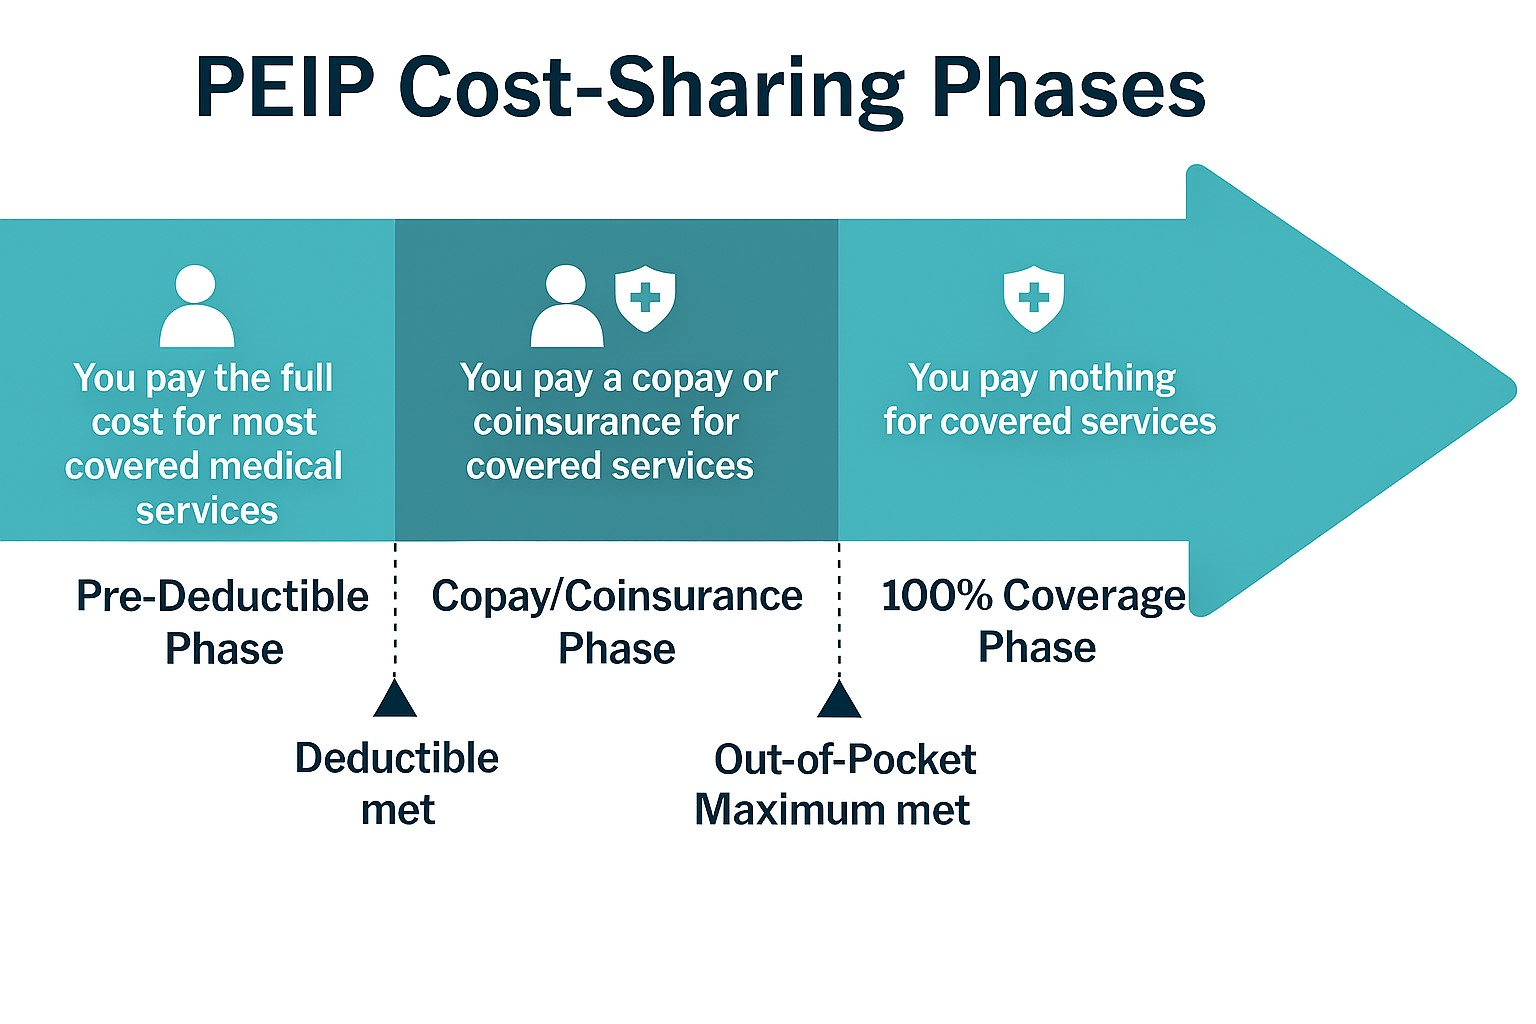 PEIP Cost-Sharing Phases
You pay the full
cost for most
covered medical
services
You pay a copay or
coinsurance for
covered services
You pay nothing
for covered services
Pre-Deductible
Phase
Copay/Coinsurance
Phase
100% Coverage
Phase
Deductible
met
Out-of-Pocket
Maximum met